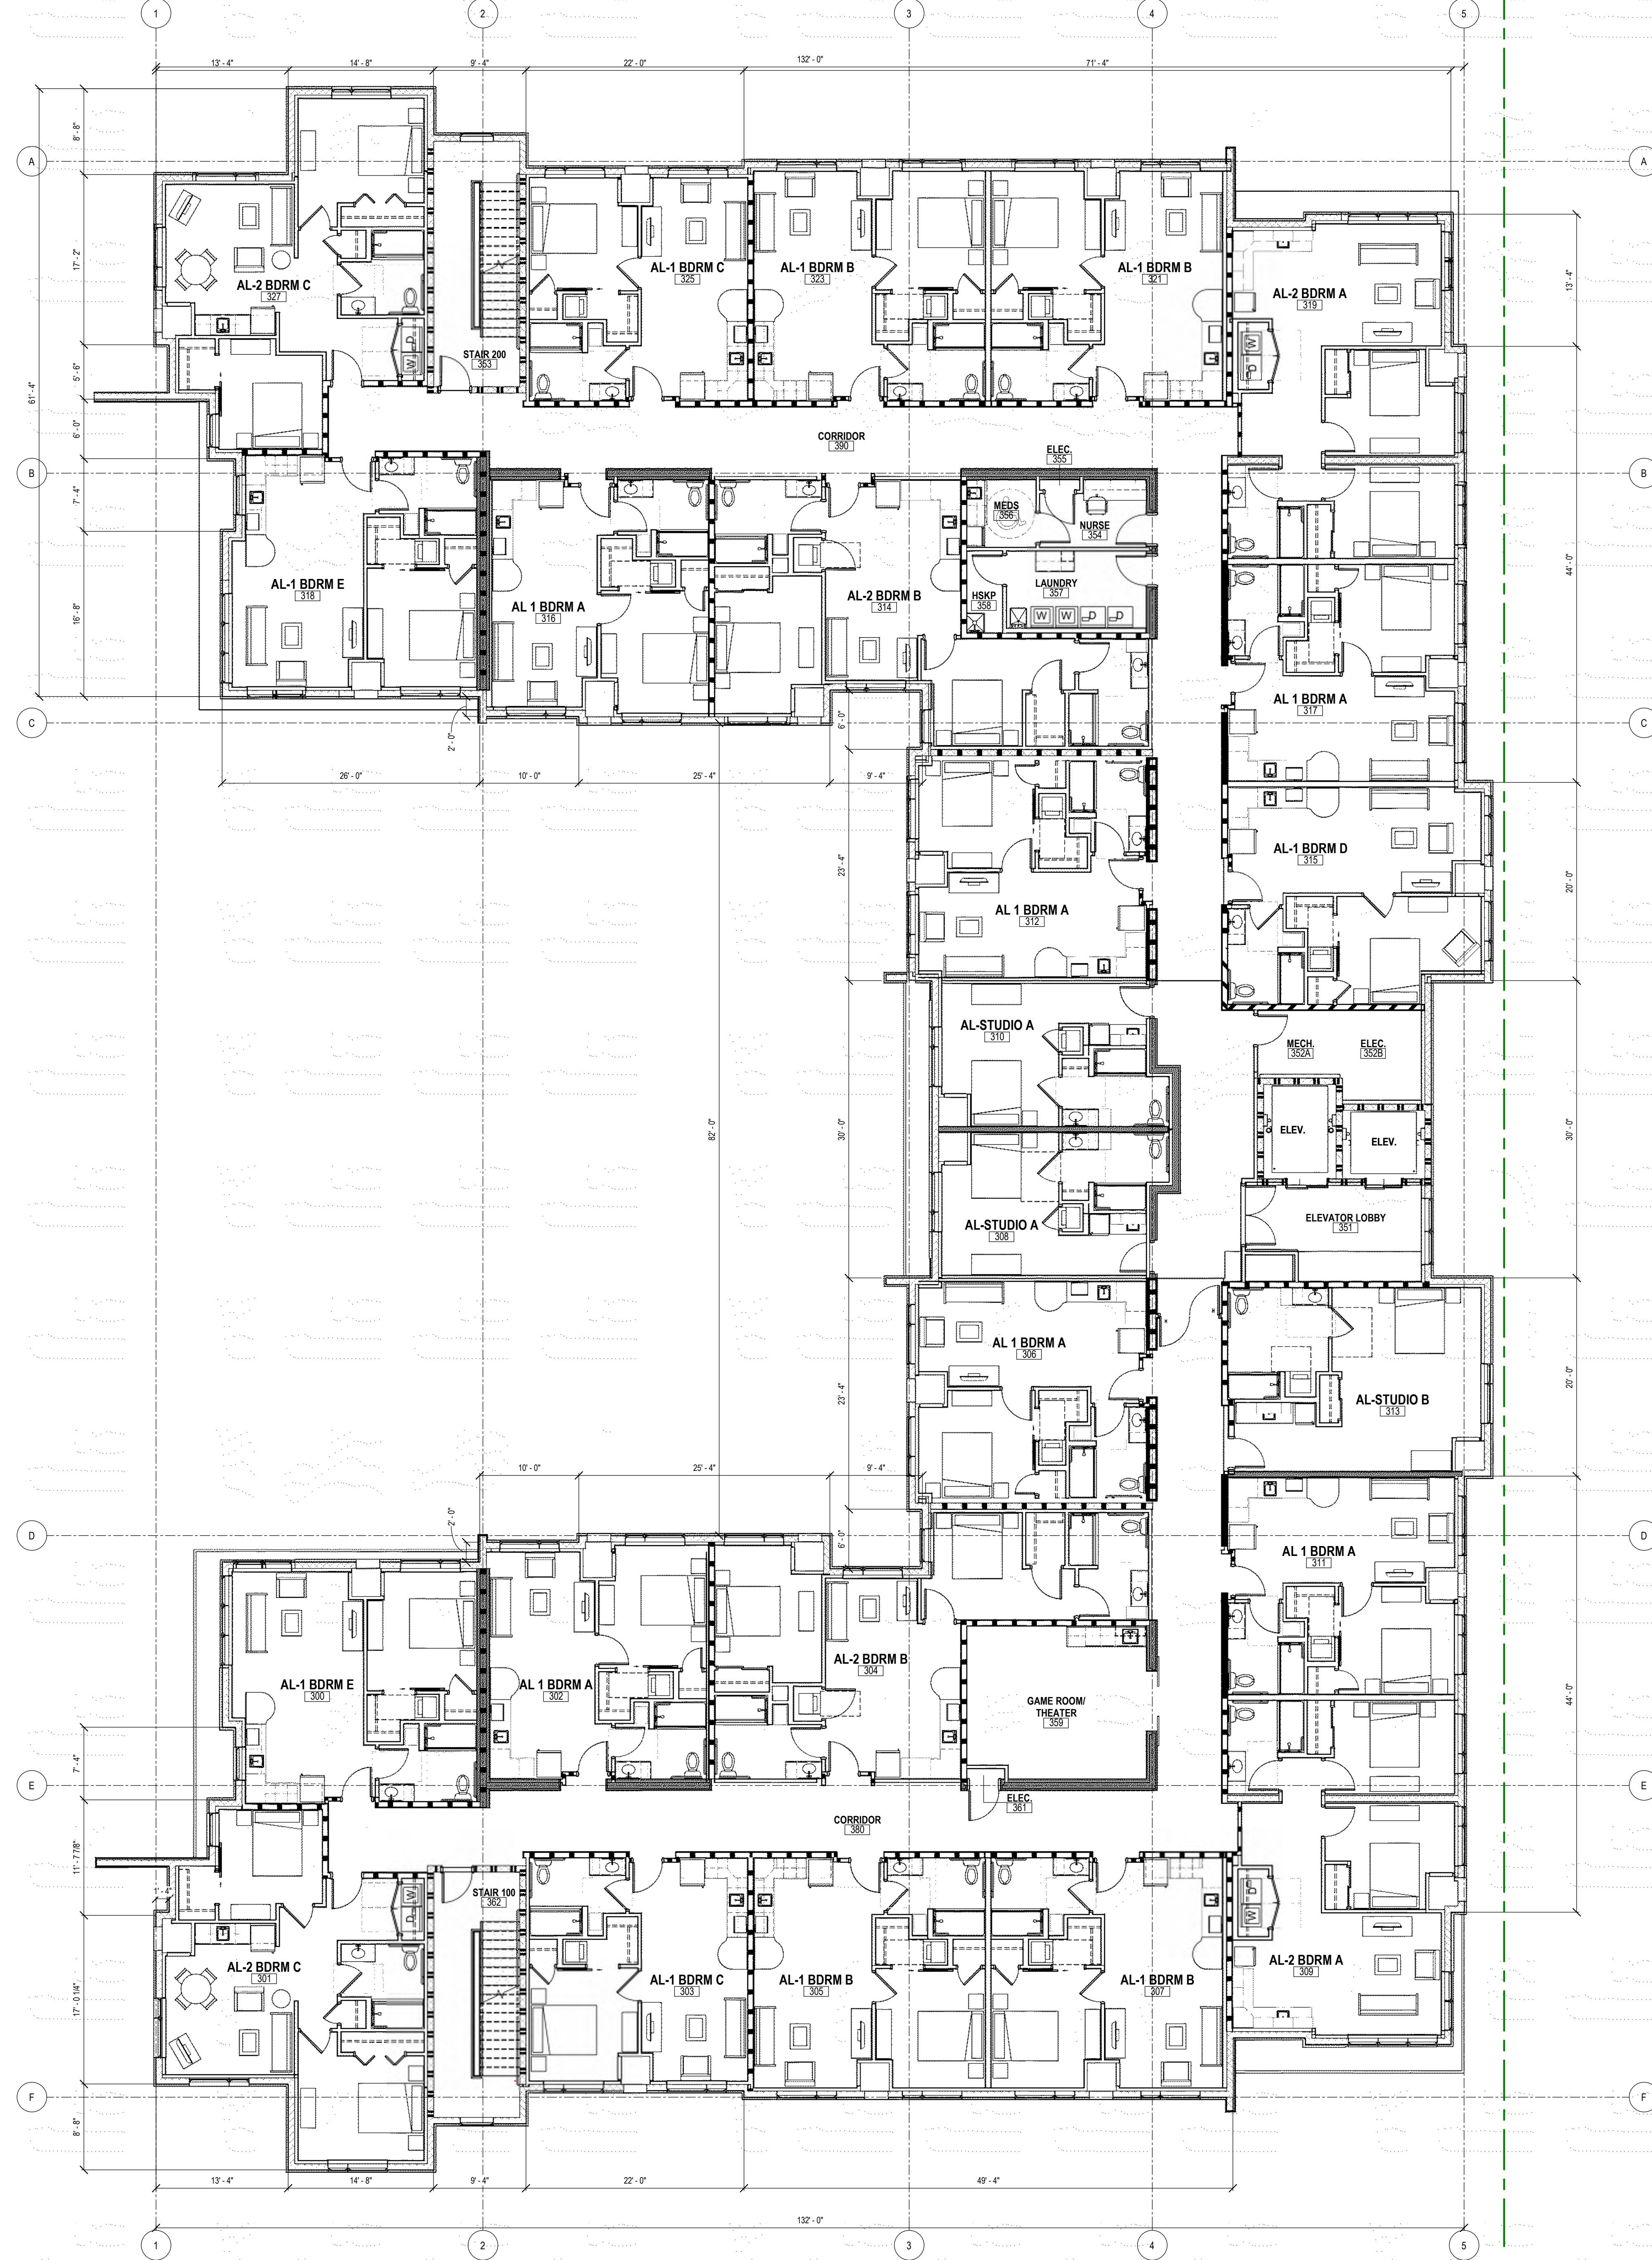 1
2
3
4
5
132' - 0"
13' - 4"
14' - 8"
9' - 4"
22' - 0"
71' - 4"
8' - 8"
A
A
17' - 2"
13' - 4"
AL-2 BDRM C
327
AL-1 BDRM C
325
AL-1 BDRM B
323
AL-1 BDRM B
321
AL-2 BDRM A
319
STAIR 200
353
W
D
W
D
61' - 4"
5' - 6"
6' - 0"
CORRIDOR
390
ELEC.
355
B
B
7' - 4"
MEDS
356
NURSE
354
44' - 0"
16' - 8"
AL-1 BDRM E
318
AL 1 BDRM A
316
AL-2 BDRM B
314
LAUNDRY
357
HSKP
358
W
W
D
D
AL 1 BDRM A
317
C
C
2' - 0"
6' - 0"
26' - 0"
10' - 0"
25' - 4"
9' - 4"
23' - 4"
AL-1 BDRM D
315
20' - 0"
AL 1 BDRM A
312
AL-STUDIO A
310
MECH.
352A
ELEC.
352B
82' - 0"
30' - 0"
30' - 0"
ELEV.
ELEV.
AL-STUDIO A
308
ELEVATOR LOBBY
351
AL 1 BDRM A
306
23' - 4"
20' - 0"
AL-STUDIO B
313
10' - 0"
25' - 4"
9' - 4"
D
D
2' - 0"
6' - 0"
AL 1 BDRM A
311
AL-1 BDRM E
300
AL 1 BDRM A
302
AL-2 BDRM B
304
GAME ROOM/
THEATER
359
44' - 0"
7' - 4"
E
E
ELEC.
361
CORRIDOR
380
11' - 7 7/8"
1' - 4"
STAIR 100
362
W
D
D
W
AL-2 BDRM C
301
AL-1 BDRM C
303
AL-1 BDRM B
305
AL-1 BDRM B
307
AL-2 BDRM A
309
17' - 0 1/4"
F
F
8' - 8"
13' - 4"
14' - 8"
9' - 4"
22' - 0"
49' - 4"
132' - 0"
1
2
3
4
5